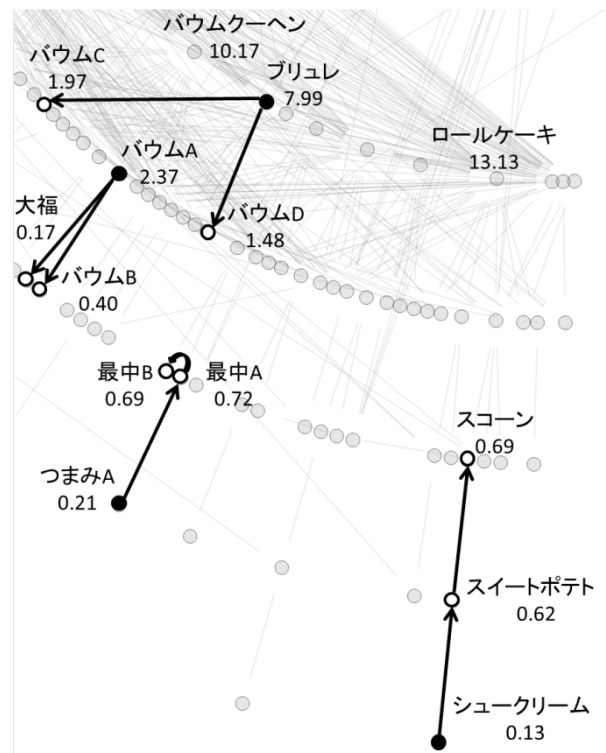 バウムクーヘン
10.17
バウムC
1.97
ブリュレ
7.99
ロールケーキ
13.13
バウムA
2.37
大福
0.17
バウムD
1.48
バウムB
0.40
最中B
0.69
最中A
0.72
スコーン
0.69
つまみA
0.21
スイートポテト
0.62
シュークリーム
0.13